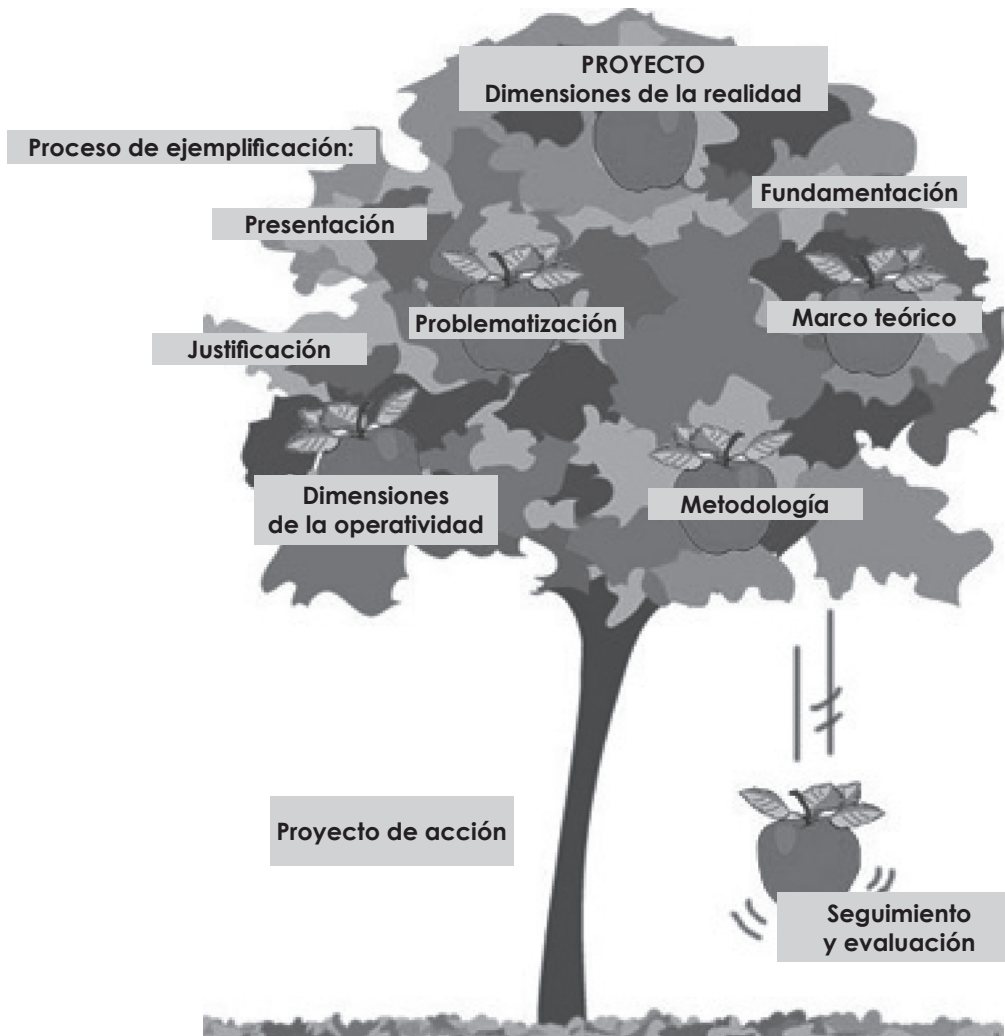 PROYECTO
Dimensiones de la realidad
Proceso de ejemplificación:
Fundamentación
Presentación
Problematización
Marco teórico
Justificación
Dimensiones
de la operatividad
Metodología
Proyecto de acción
Seguimiento
y evaluación